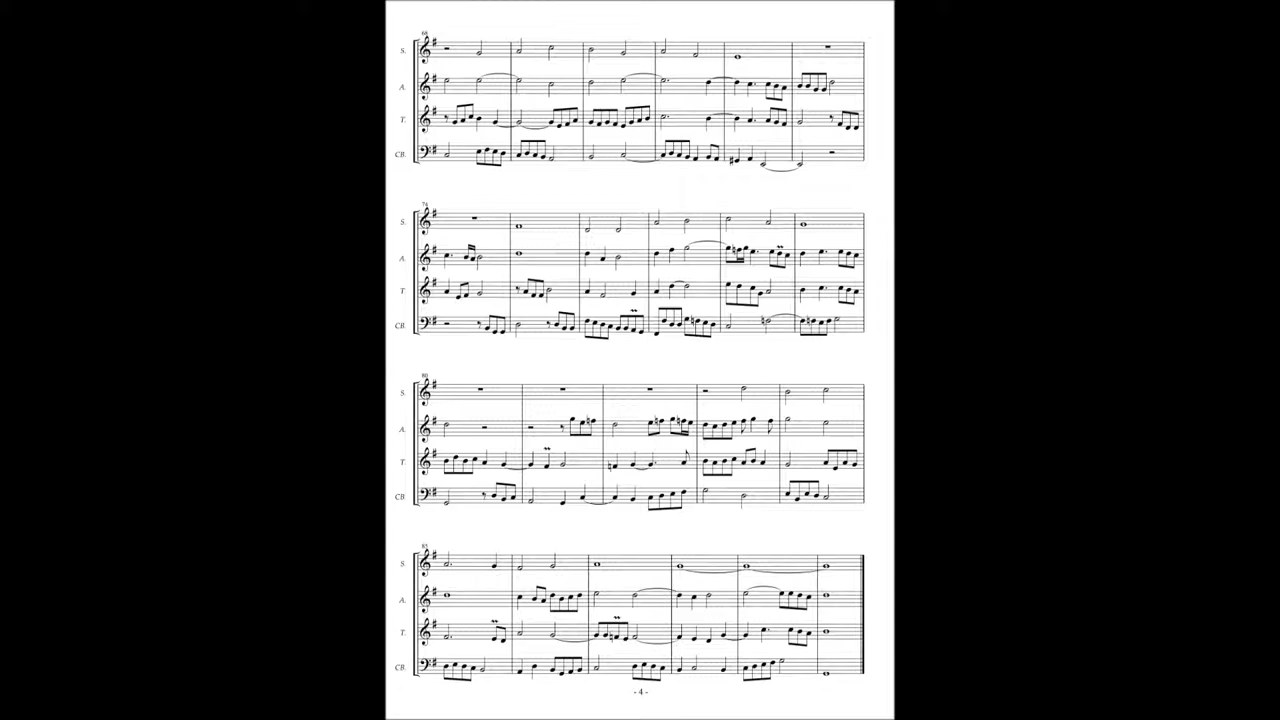 68
S.
A.
T.
CB.
74
S.
A.
T.
CB.
80
S.
A.
T.
CB.
85
S.
A.
T.
CB.
- 4 -